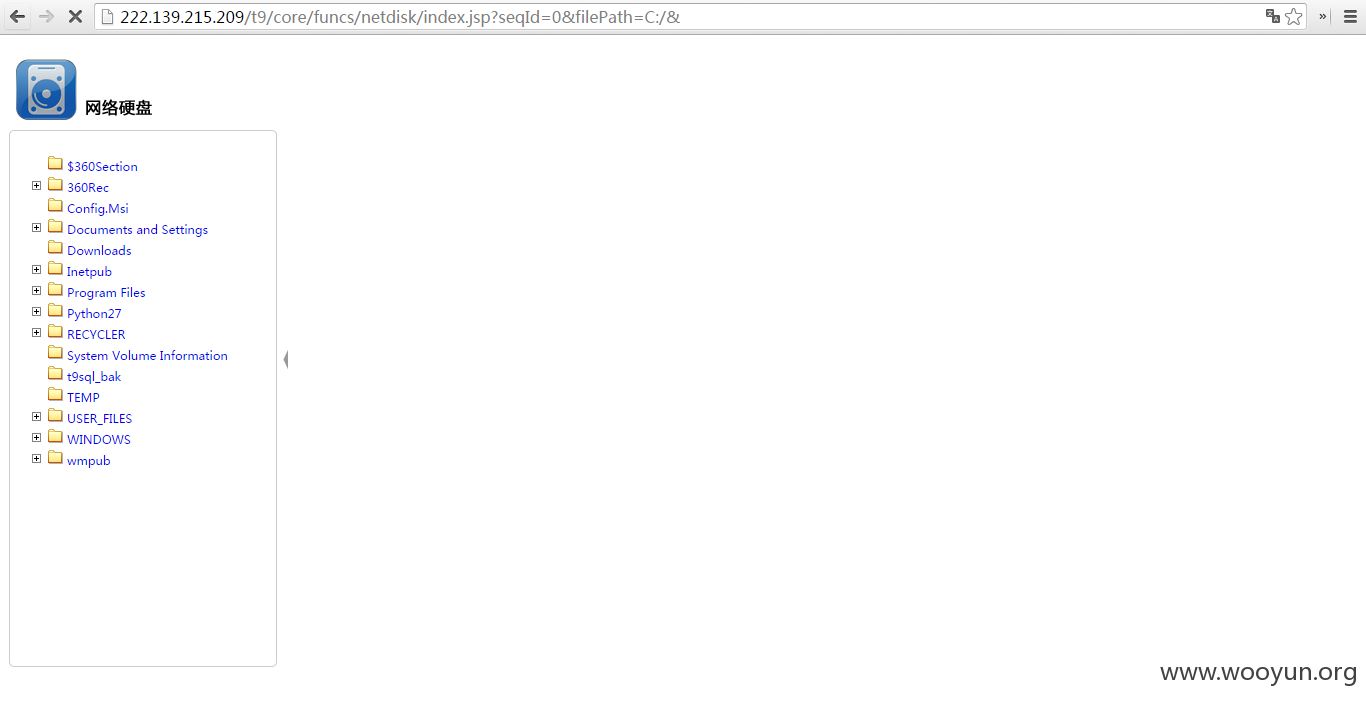 222.139.215.209/t9/core/funcs/netdisk/index.jsp?seqId=0&filePath=C:/&
»
网络硬盘
$360Section
360Rec
Config.Msi
Documents and Settings
Downloads
Inetpub
Program Files
Python27
RECYCLER
System Volume Information
t9sql_bak
TEMP
USER_FILES
WINDOWS
wmpub
www.wooyun.org